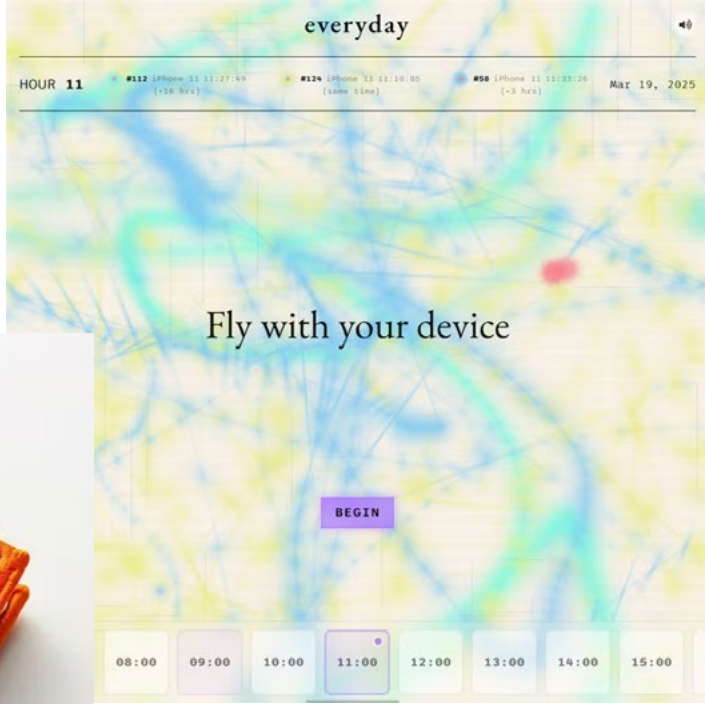 everyday
HOUR 11
#112 iPhone 11 11:27:49
(+16 hrs)
#124 iPhone 11 11:10:05
(same time)
#58 iPhone 11 11:33:26
(-3 hrs)
Mar 19, 2025
Fly with your device
BEGIN
08:00
09:00
10:00
11:00
12:00
13:00
14:00
15:00